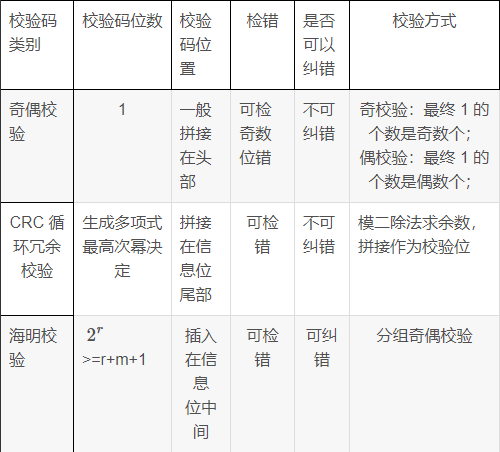 校验码类别 校验码位数 校验码位置 检错 是否可以纠错 校验方式
奇偶校验 1 一般拼接在头部 可检奇数位错 不可纠错 奇校验：最终 1 的个数是奇数个；偶校验：最终 1 的个数是偶数个；
CRC 循环冗余校验 生成多项式最高次幂决定 拼接在信息位尾部 可检错 不可纠错 模二除法求余数，拼接作为校验位
海明校验 2^r >=r+m+1 插入在信息位中间 可检错 可纠错 分组奇偶校验